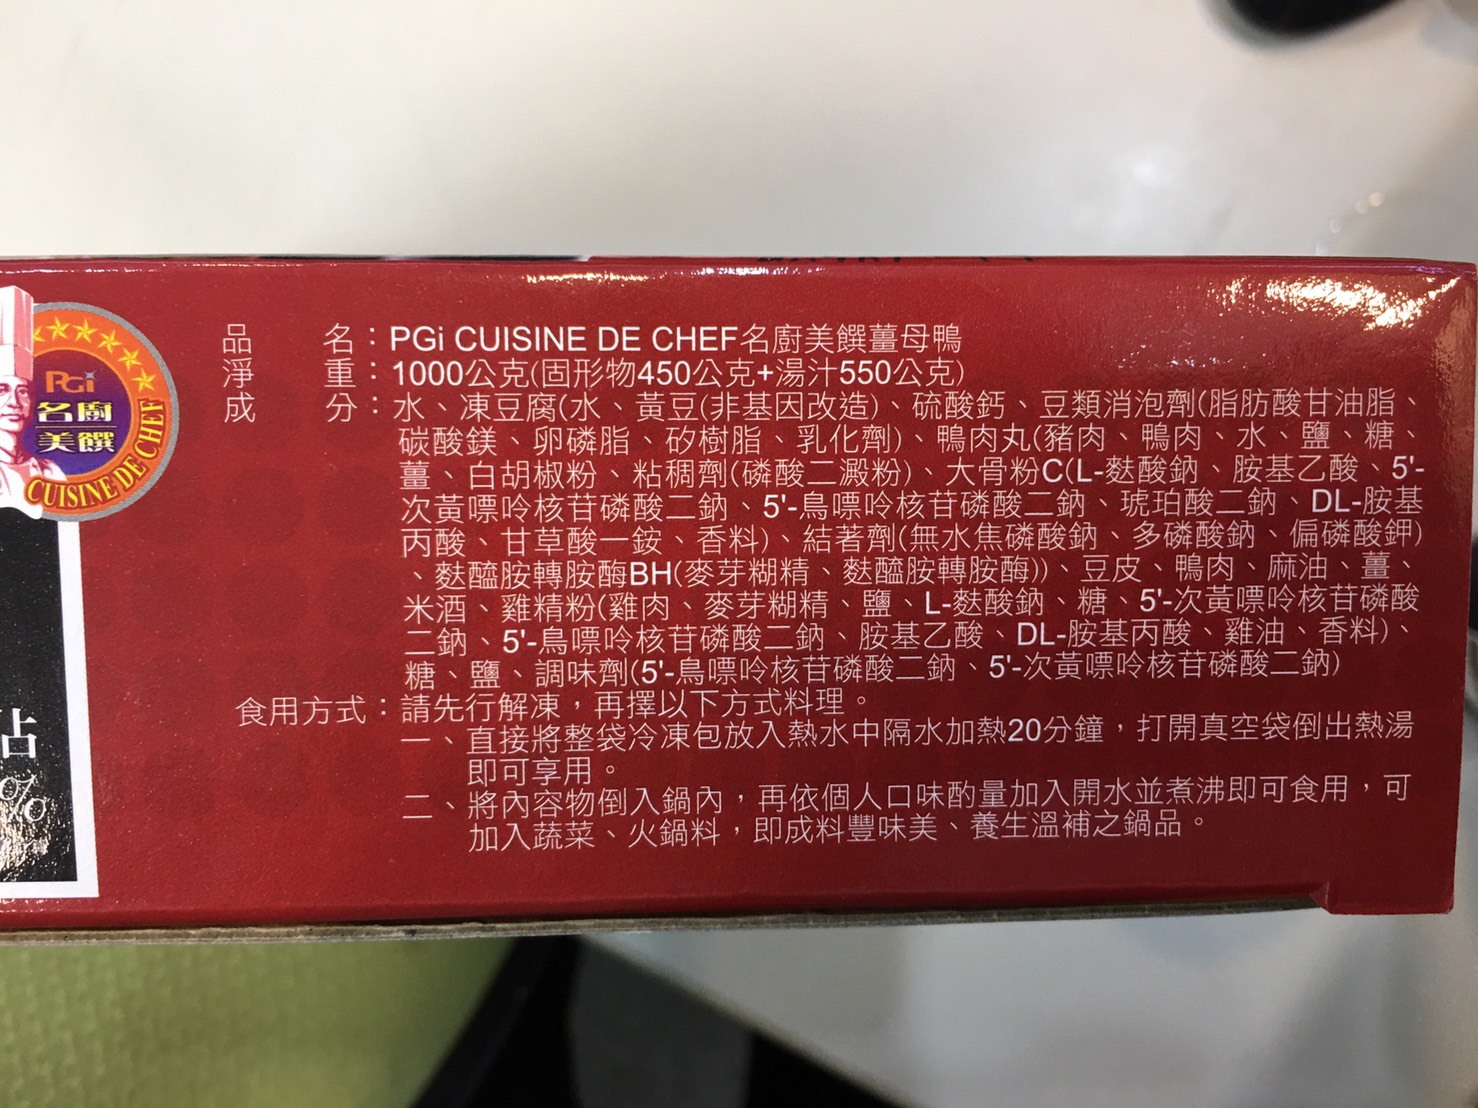 PGi
名廚
美饌
CUISINE DE CHEF
品　　名：PGi CUISINE DE CHEF名廚美饌薑母鴨
淨　　重：1000公克(固形物450公克+湯汁550公克)
成　　分：水、凍豆腐(水、黃豆(非基因改造)、硫酸鈣、豆類消泡劑(脂肪酸甘油脂、
碳酸鎂、卵磷脂、矽樹脂、乳化劑)、鴨肉丸(豬肉、鴨肉、水、鹽、糖、
薑、白胡椒粉、粘稠劑(磷酸二澱粉)、大骨粉C(L-麩酸鈉、胺基乙酸、5'-
次黃嘌呤核苷磷酸二鈉、5'-鳥嘌呤核苷磷酸二鈉、琥珀酸二鈉、DL-胺基
丙酸、甘草酸一銨、香料)、結著劑(無水焦磷酸鈉、多磷酸鈉、偏磷酸鉀)
、麩醯胺轉胺酶BH(麥芽糊精、麩醯胺轉胺酶))、豆皮、鴨肉、麻油、薑、
米酒、雞精粉(雞肉、麥芽糊精、鹽、L-麩酸鈉、糖、5'-次黃嘌呤核苷磷酸
二鈉、5'-鳥嘌呤核苷磷酸二鈉、胺基乙酸、DL-胺基丙酸、雞油、香料)、
糖、鹽、調味劑(5'-鳥嘌呤核苷磷酸二鈉、5'-次黃嘌呤核苷磷酸二鈉)
食用方式：請先行解凍，再擇以下方式料理。
一、直接將整袋冷凍包放入熱水中隔水加熱20分鐘，打開真空袋倒出熱湯
即可享用。
二、將內容物倒入鍋內，再依個人口味酌量加入開水並煮沸即可食用，可
加入蔬菜、火鍋料，即成料豐味美、養生溫補之鍋品。
%